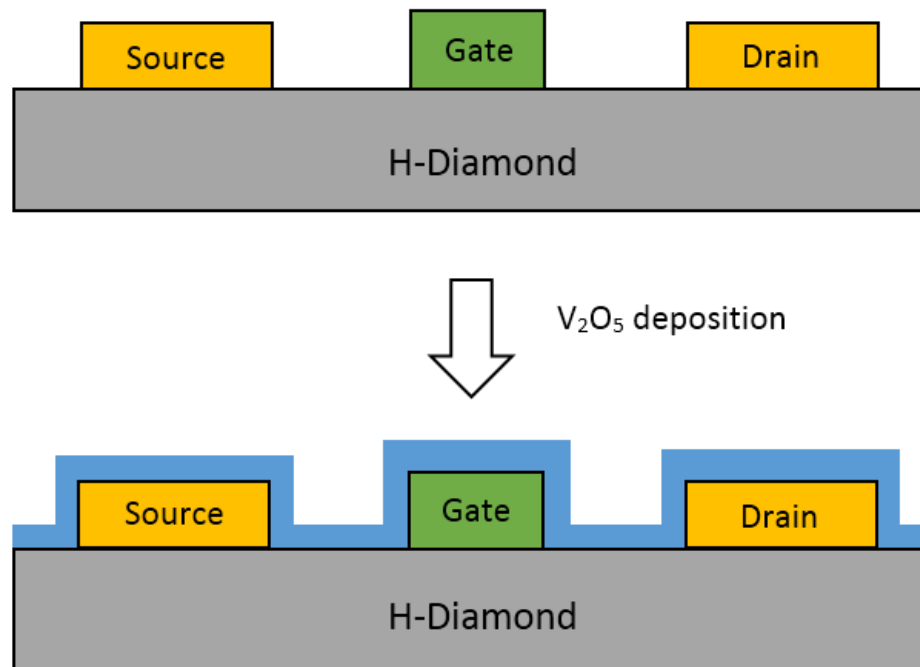 Source
Gate
Drain
H-Diamond
V₂O₅ deposition
Source
Gate
Drain
H-Diamond